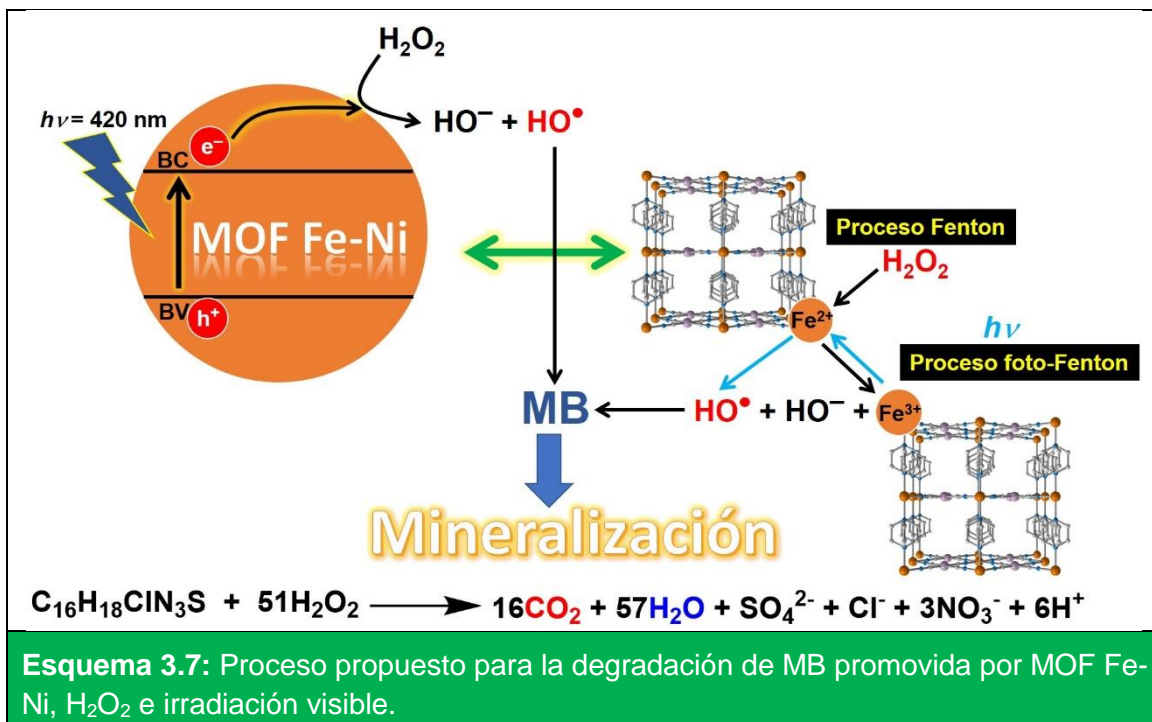 H₂O₂
hν = 420 nm
e⁻
HO⁻ + HO•
BC
MOF Fe-Ni
BV
h⁺
Proceso Fenton
H₂O₂
Fe²⁺
hν
Proceso foto-Fenton
MB
HO• + HO⁻ + Fe³⁺
Mineralización
C₁₆H₁₈ClN₃S + 51H₂O₂ → 16CO₂ + 57H₂O + SO₄²⁻ + Cl⁻ + 3NO₃⁻ + 6H⁺
Esquema 3.7: Proceso propuesto para la degradación de MB promovida por MOF Fe-
Ni, H₂O₂ e irradiación visible.